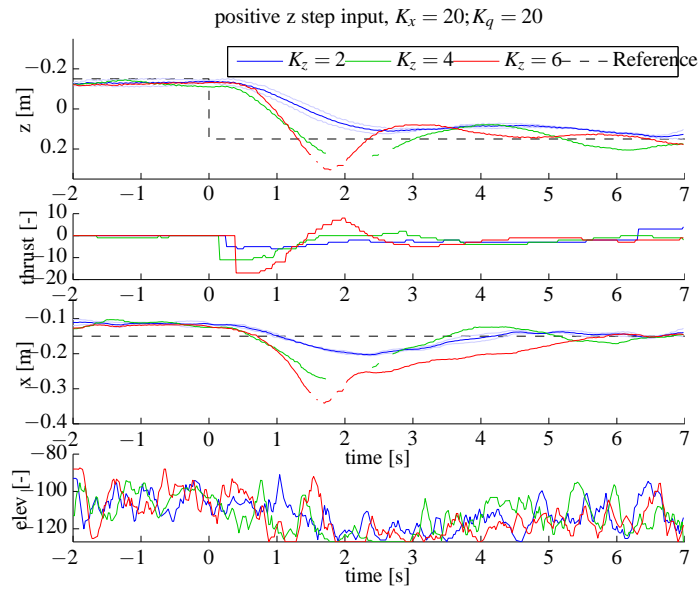 positive z step input, K_x = 20; K_q = 20
K_z = 2 K_z = 4 K_z = 6 Reference
z [m]
−0.2
0
0.2
−2 −1 0 1 2 3 4 5 6 7
thrust [-]
10
0
−10
−20
−2 −1 0 1 2 3 4 5 6 7
x [m]
−0.1
−0.2
−0.3
−0.4
−2 −1 0 1 2 3 4 5 6 7
time [s]
elev [-]
−80
−100
−120
−2 −1 0 1 2 3 4 5 6 7
time [s]